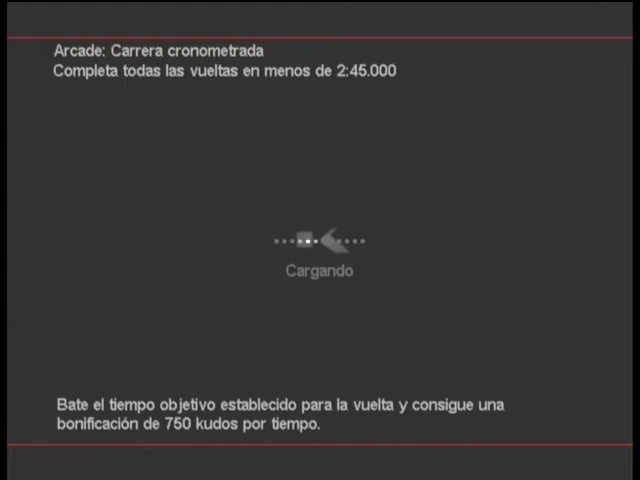 Arcade: Carrera cronometrada
Completa todas las vueltas en menos de 2:45.000
Cargando
Bate el tiempo objetivo establecido para la vuelta y consigue una
bonificación de 750 kudos por tiempo.